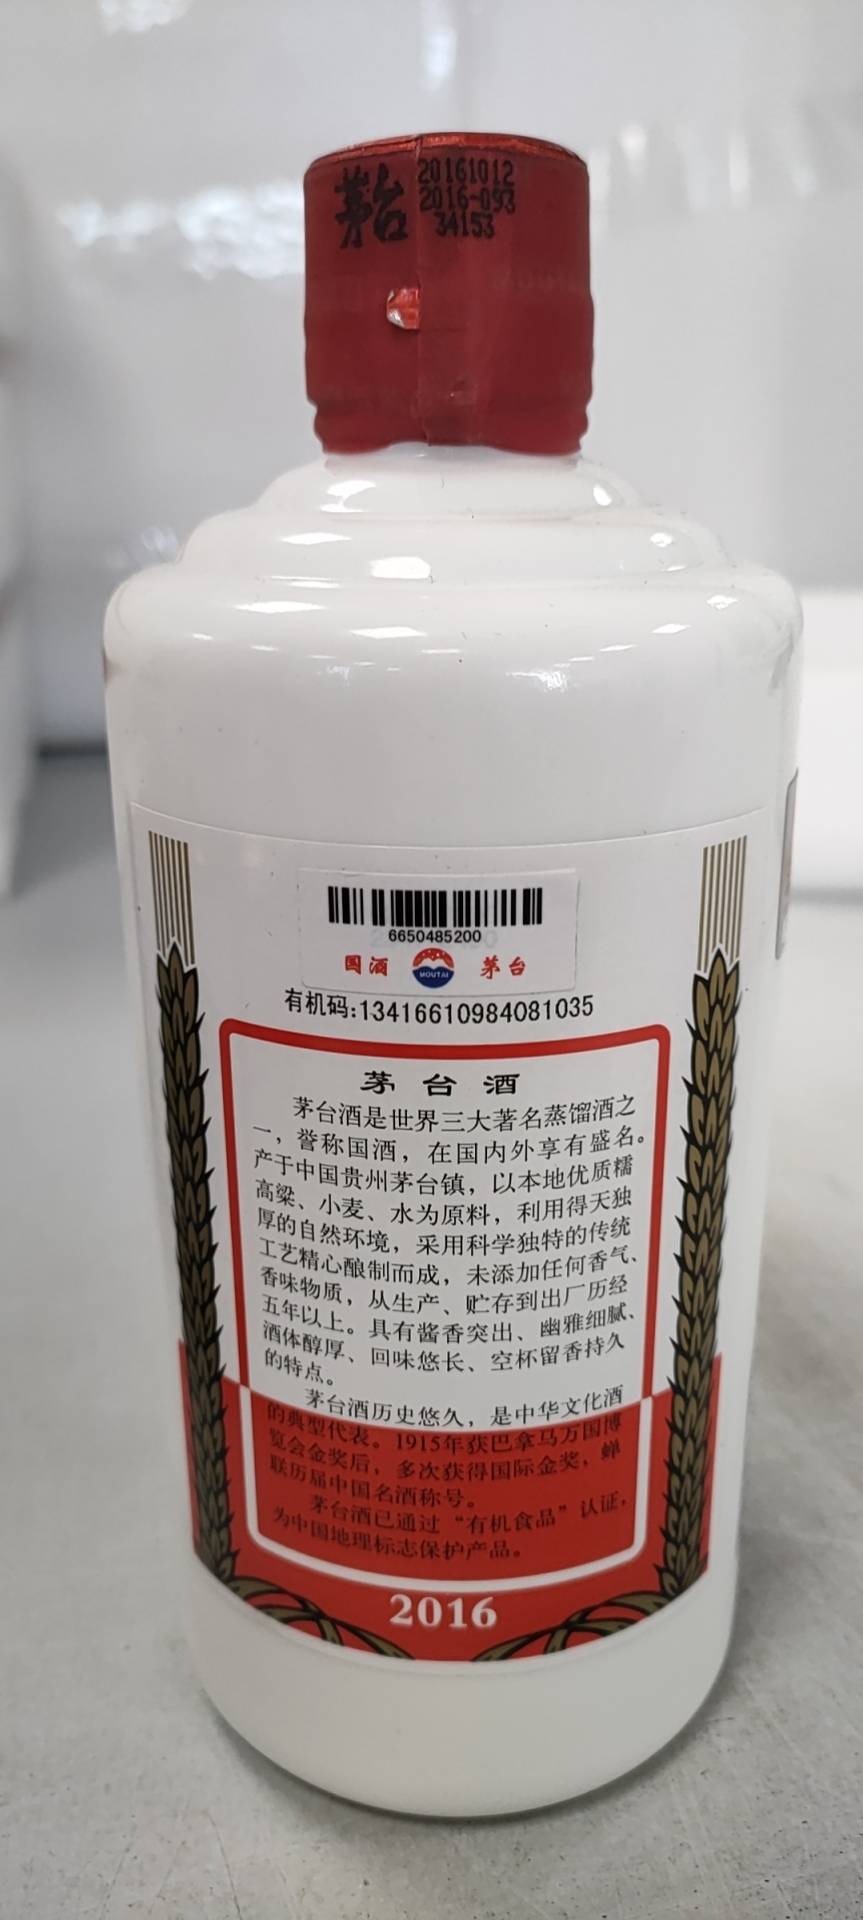 茅台
20161012
2016-093
34153
6650485200
国酒 MOUTAI 茅台
有机码:13416610984081035
茅台酒
茅台酒是世界三大著名蒸馏酒之
一，誉称国酒，在国内外享有盛名。
产于中国贵州茅台镇，以本地优质糯
高粱、小麦、水为原料，利用得天独
厚的自然环境，采用科学独特的传统
工艺精心酿制而成，未添加任何香气、
香味物质，从生产、贮存到出厂历经
五年以上。具有酱香突出、幽雅细腻、
酒体醇厚、回味悠长、空杯留香持久
的特点。
茅台酒历史悠久，是中华文化酒
的典型代表。1915年获巴拿马万国博
览会金奖后，多次获得国际金奖，蝉
联历届中国名酒称号。
茅台酒已通过“有机食品”认证，
为中国地理标志保护产品。
2016